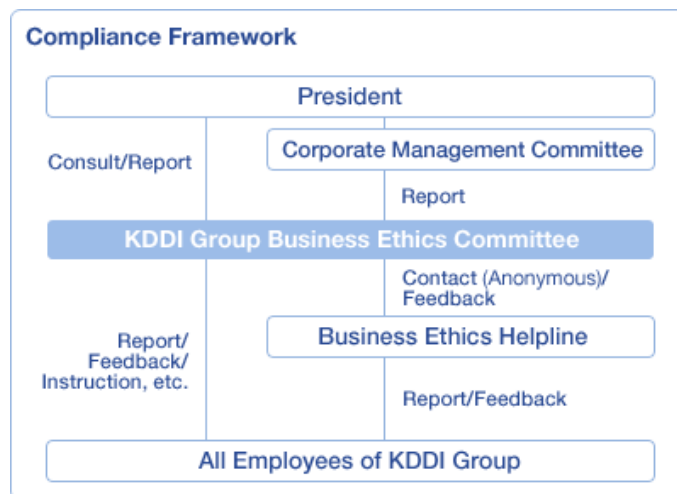 Compliance Framework
President
Consult/Report
Corporate Management Committee
Report
KDDI Group Business Ethics Committee
Contact (Anonymous)/
Feedback
Report/
Feedback/
Instruction, etc.
Business Ethics Helpline
Report/Feedback
All Employees of KDDI Group